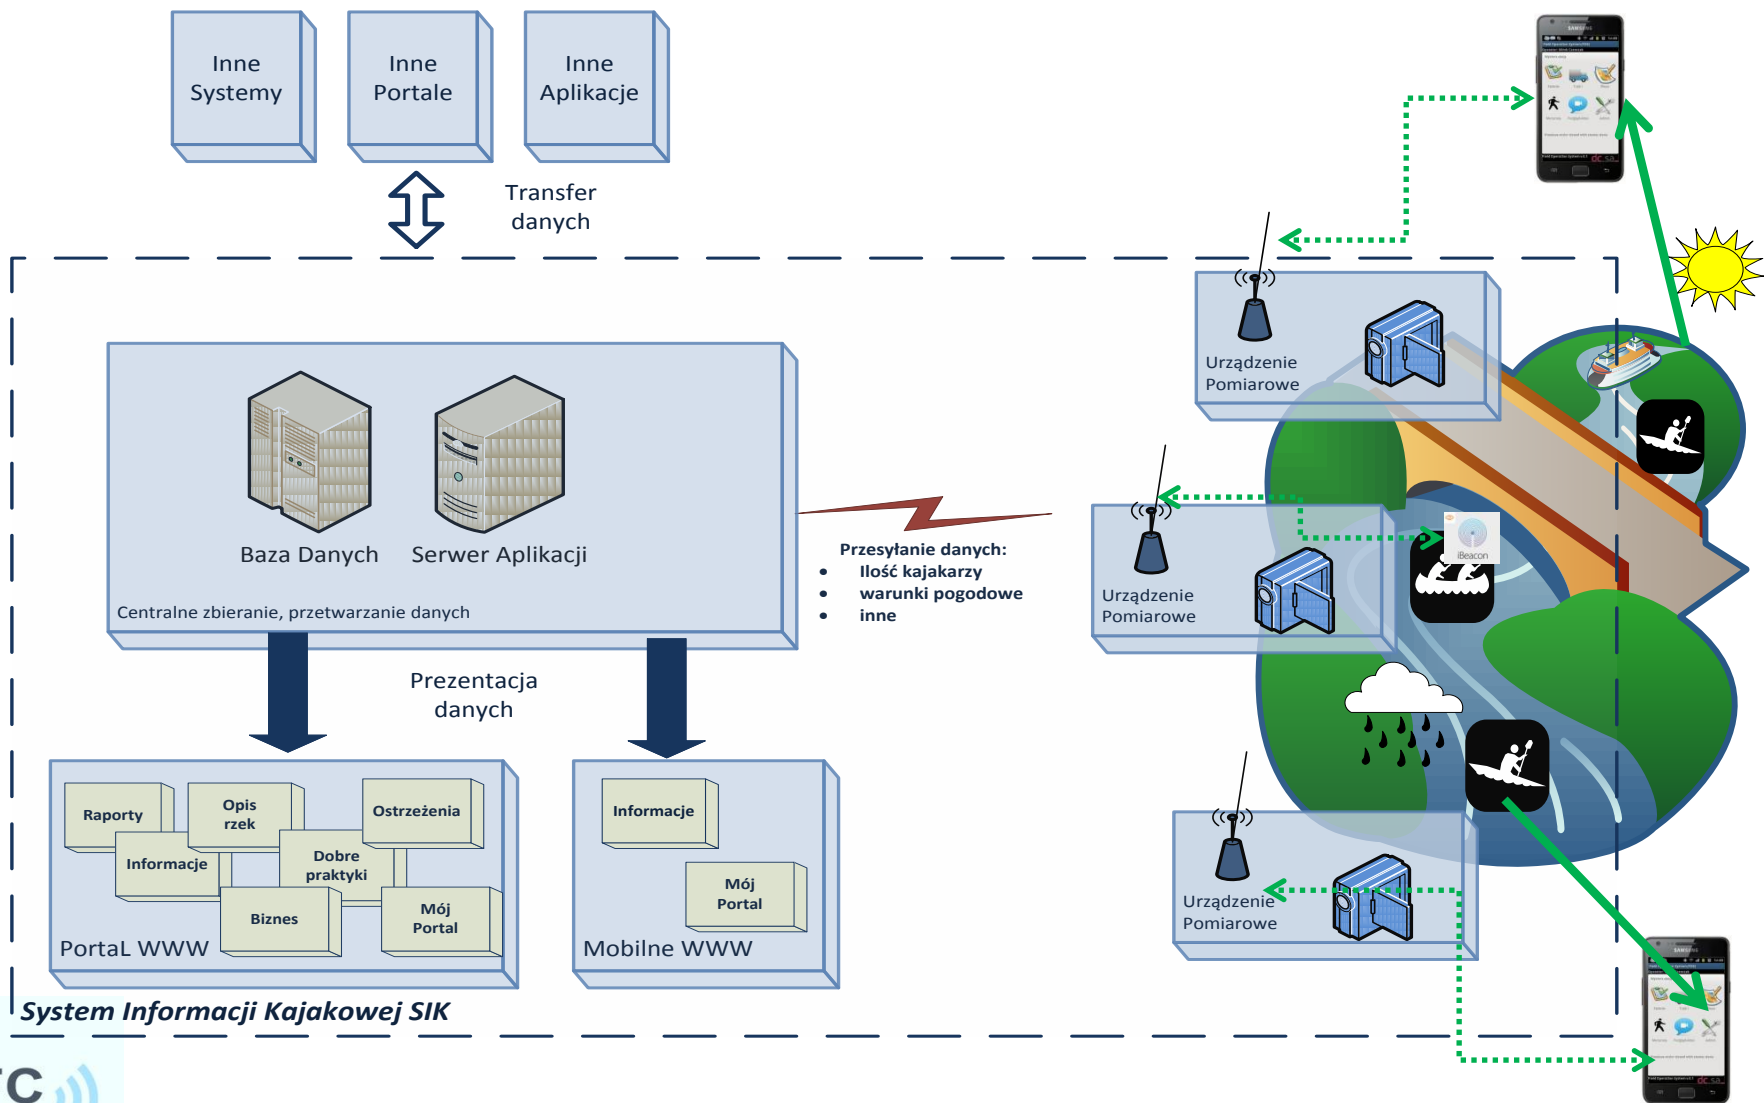 Inne
Systemy
Inne
Portale
Inne
Aplikacje
Transfer
danych
SAMSUNG
Urządzenie
Pomiarowe
Baza Danych
Serwer Aplikacji
Centralne zbieranie, przetwarzanie danych
Przesyłanie danych:
• Ilość kajakarzy
• warunki pogodowe
• inne
Urządzenie
Pomiarowe
iBeacon
Prezentacja
danych
Raporty
Opis
rzek
Ostrzeżenia
Informacje
Dobre
praktyki
Biznes
Mój
Portal
PortaL WWW
Informacje
Mój
Portal
Mobilne WWW
Urządzenie
Pomiarowe
System Informacji Kajakowej SIK
SAMSUNG